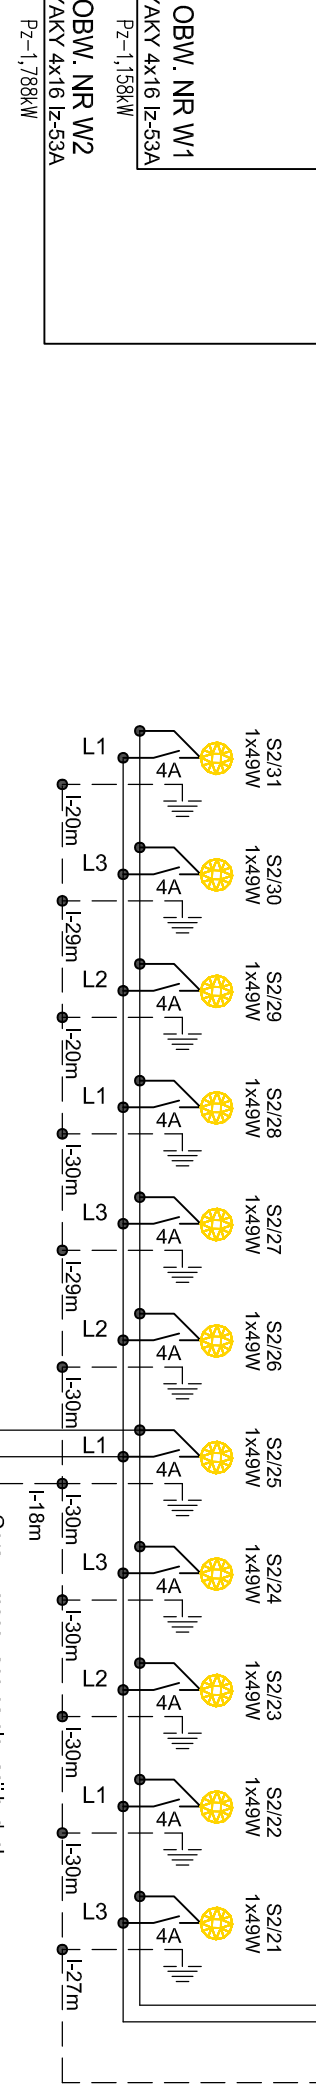 OBW. NR W1
YAKY 4x16 Iz-53A
Pz-1,158kW
OBW. NR W2
YAKY 4x16 Iz-53A
Pz-1,788kW
S2/31
1x49W
L1
4A
l-20m
S2/30
1x49W
L3
4A
l-29m
S2/29
1x49W
L2
4A
l-20m
S2/28
1x49W
L1
4A
l-30m
S2/27
1x49W
L3
4A
l-29m
S2/26
1x49W
L2
4A
l-30m
S2/25
1x49W
L1
4A
l-30m
l-18m
S2/24
1x49W
L3
4A
l-30m
S2/23
1x49W
L2
4A
l-30m
S2/22
1x49W
L1
4A
l-30m
S2/21
1x49W
L3
4A
l-27m